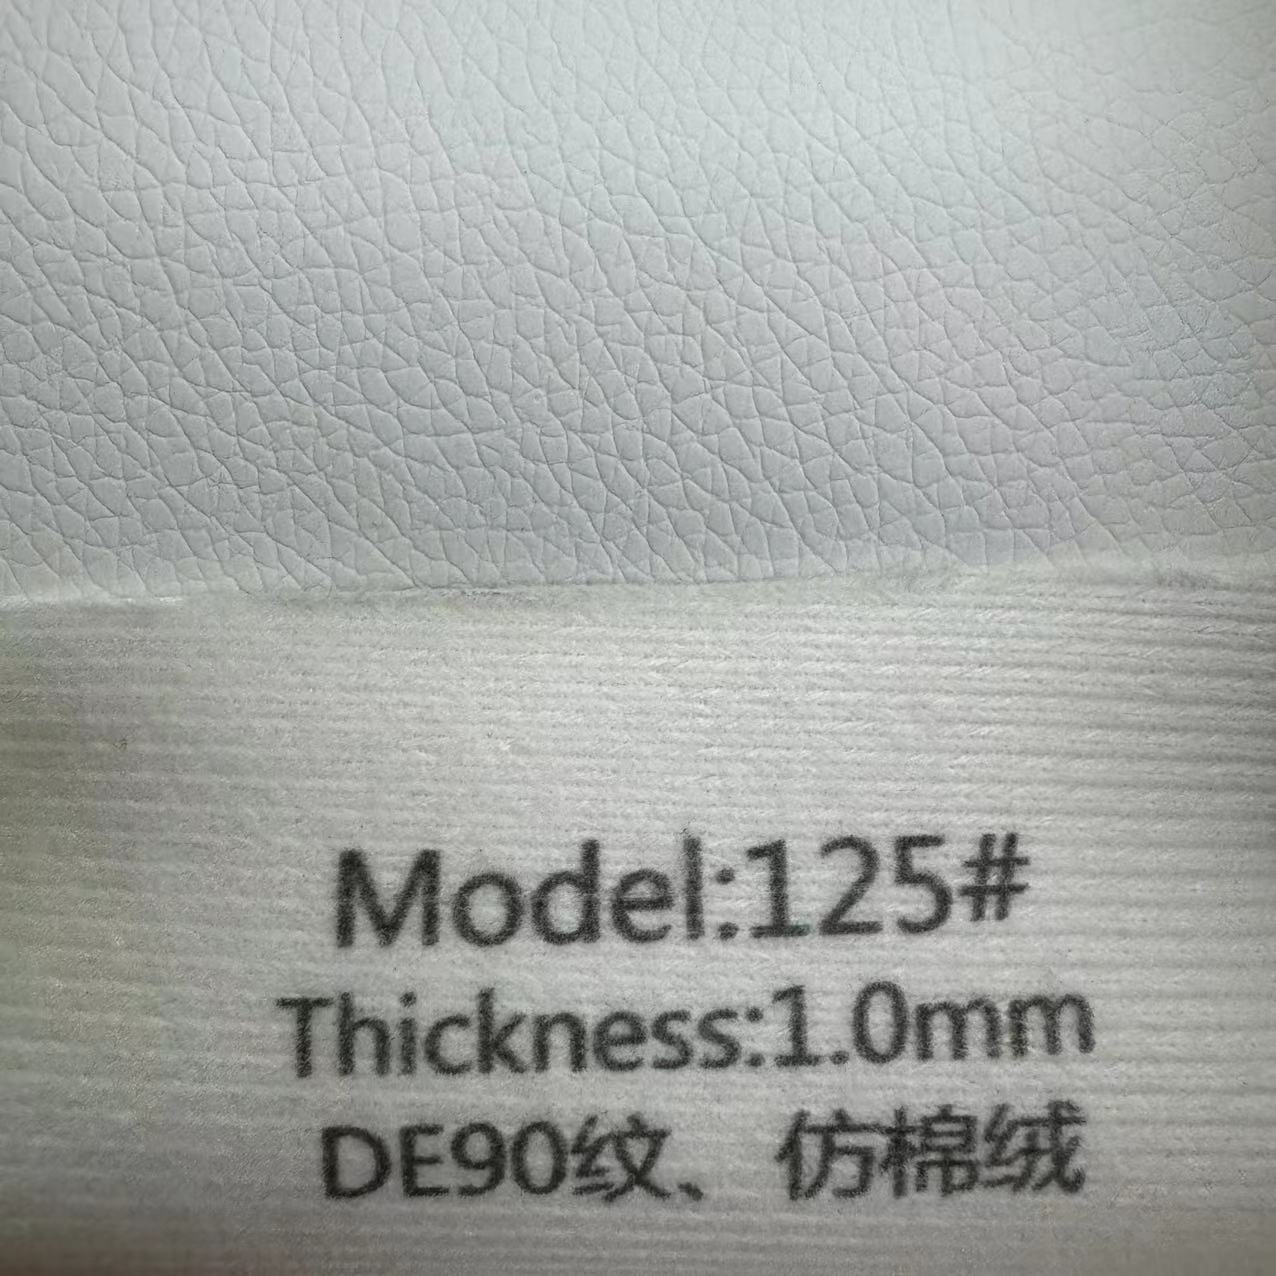 Model:125#
Thickness:1.0mm
DE90纹、仿棉绒